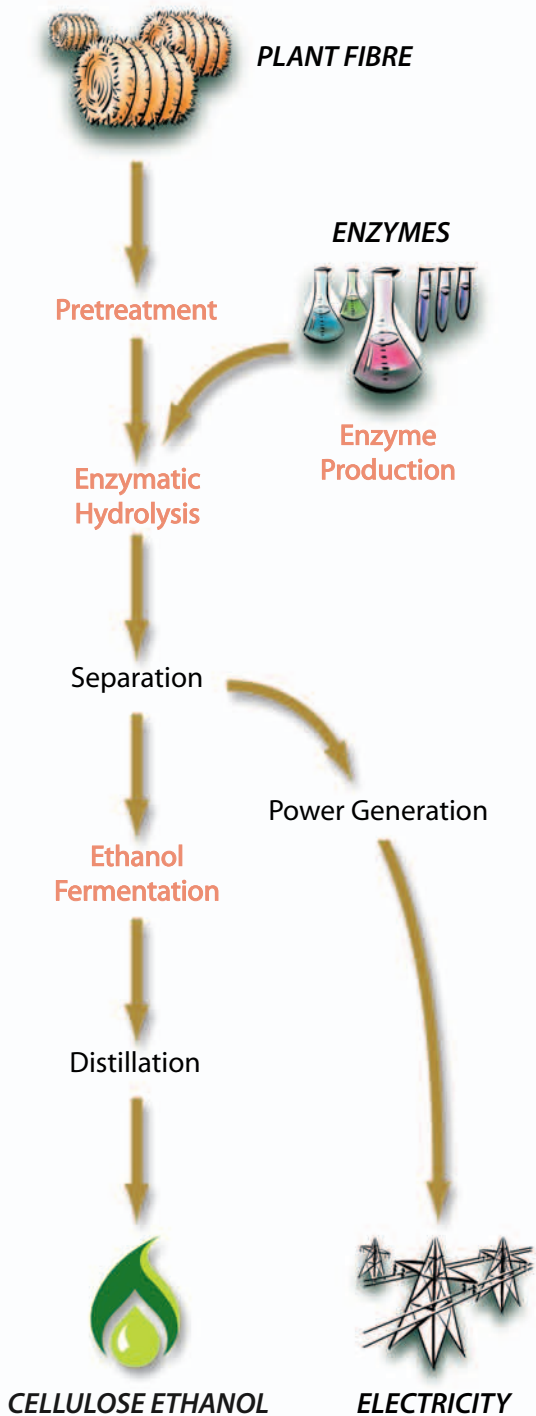 PLANT FIBRE
ENZYMES
Pretreatment
Enzyme
Production
Enzymatic
Hydrolysis
Separation
Power Generation
Ethanol
Fermentation
Distillation
CELLULOSE ETHANOL
ELECTRICITY